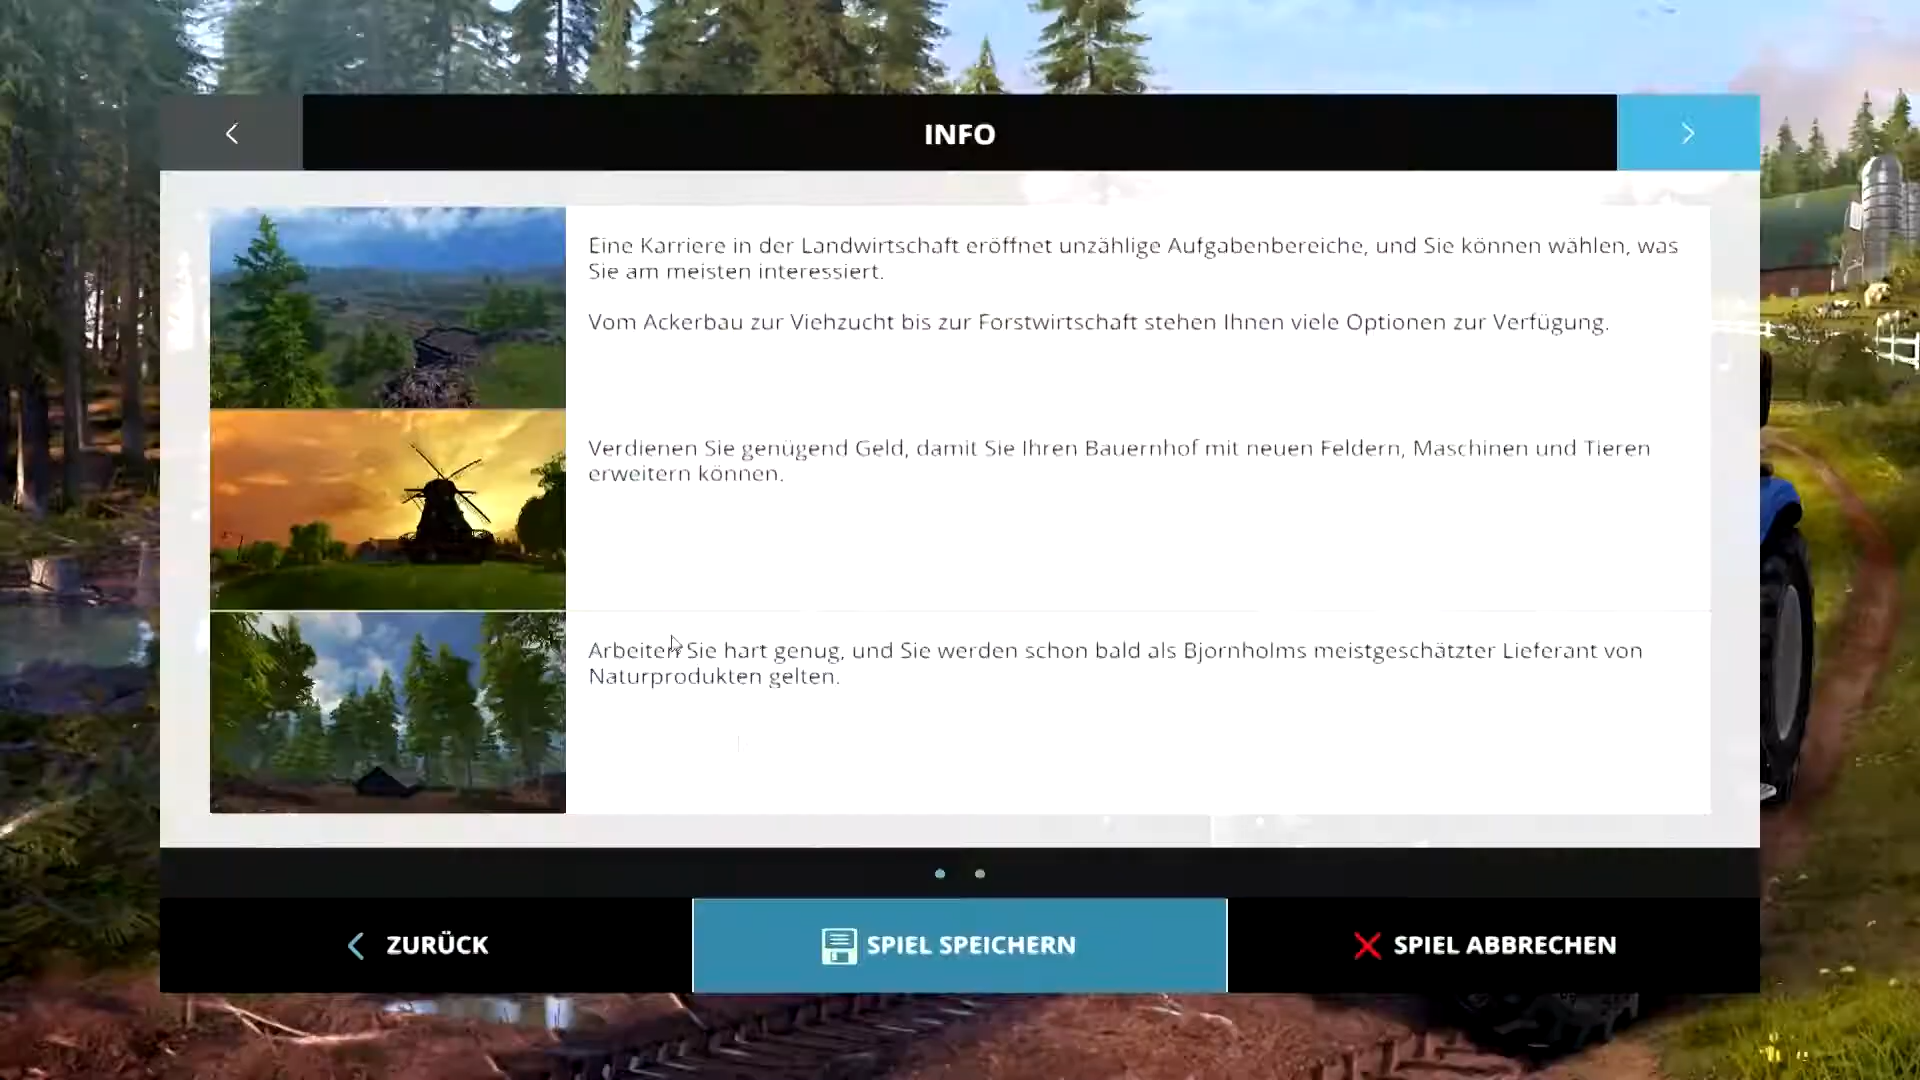 INFO
Eine Karriere in der Landwirtschaft eröffnet unzählige Aufgabenbereiche, und Sie können wählen, was
Sie am meisten interessiert.
Vom Ackerbau zur Viehzucht bis zur Forstwirtschaft stehen Ihnen viele Optionen zur Verfügung.
Verdienen Sie genügend Geld, damit Sie Ihren Bauernhof mit neuen Feldern, Maschinen und Tieren
erweitern können.
Arbeiten Sie hart genug, und Sie werden schon bald als Bjornholms meistgeschätzter Lieferant von
Naturprodukten gelten.
ZURÜCK
SPIEL SPEICHERN
SPIEL ABBRECHEN